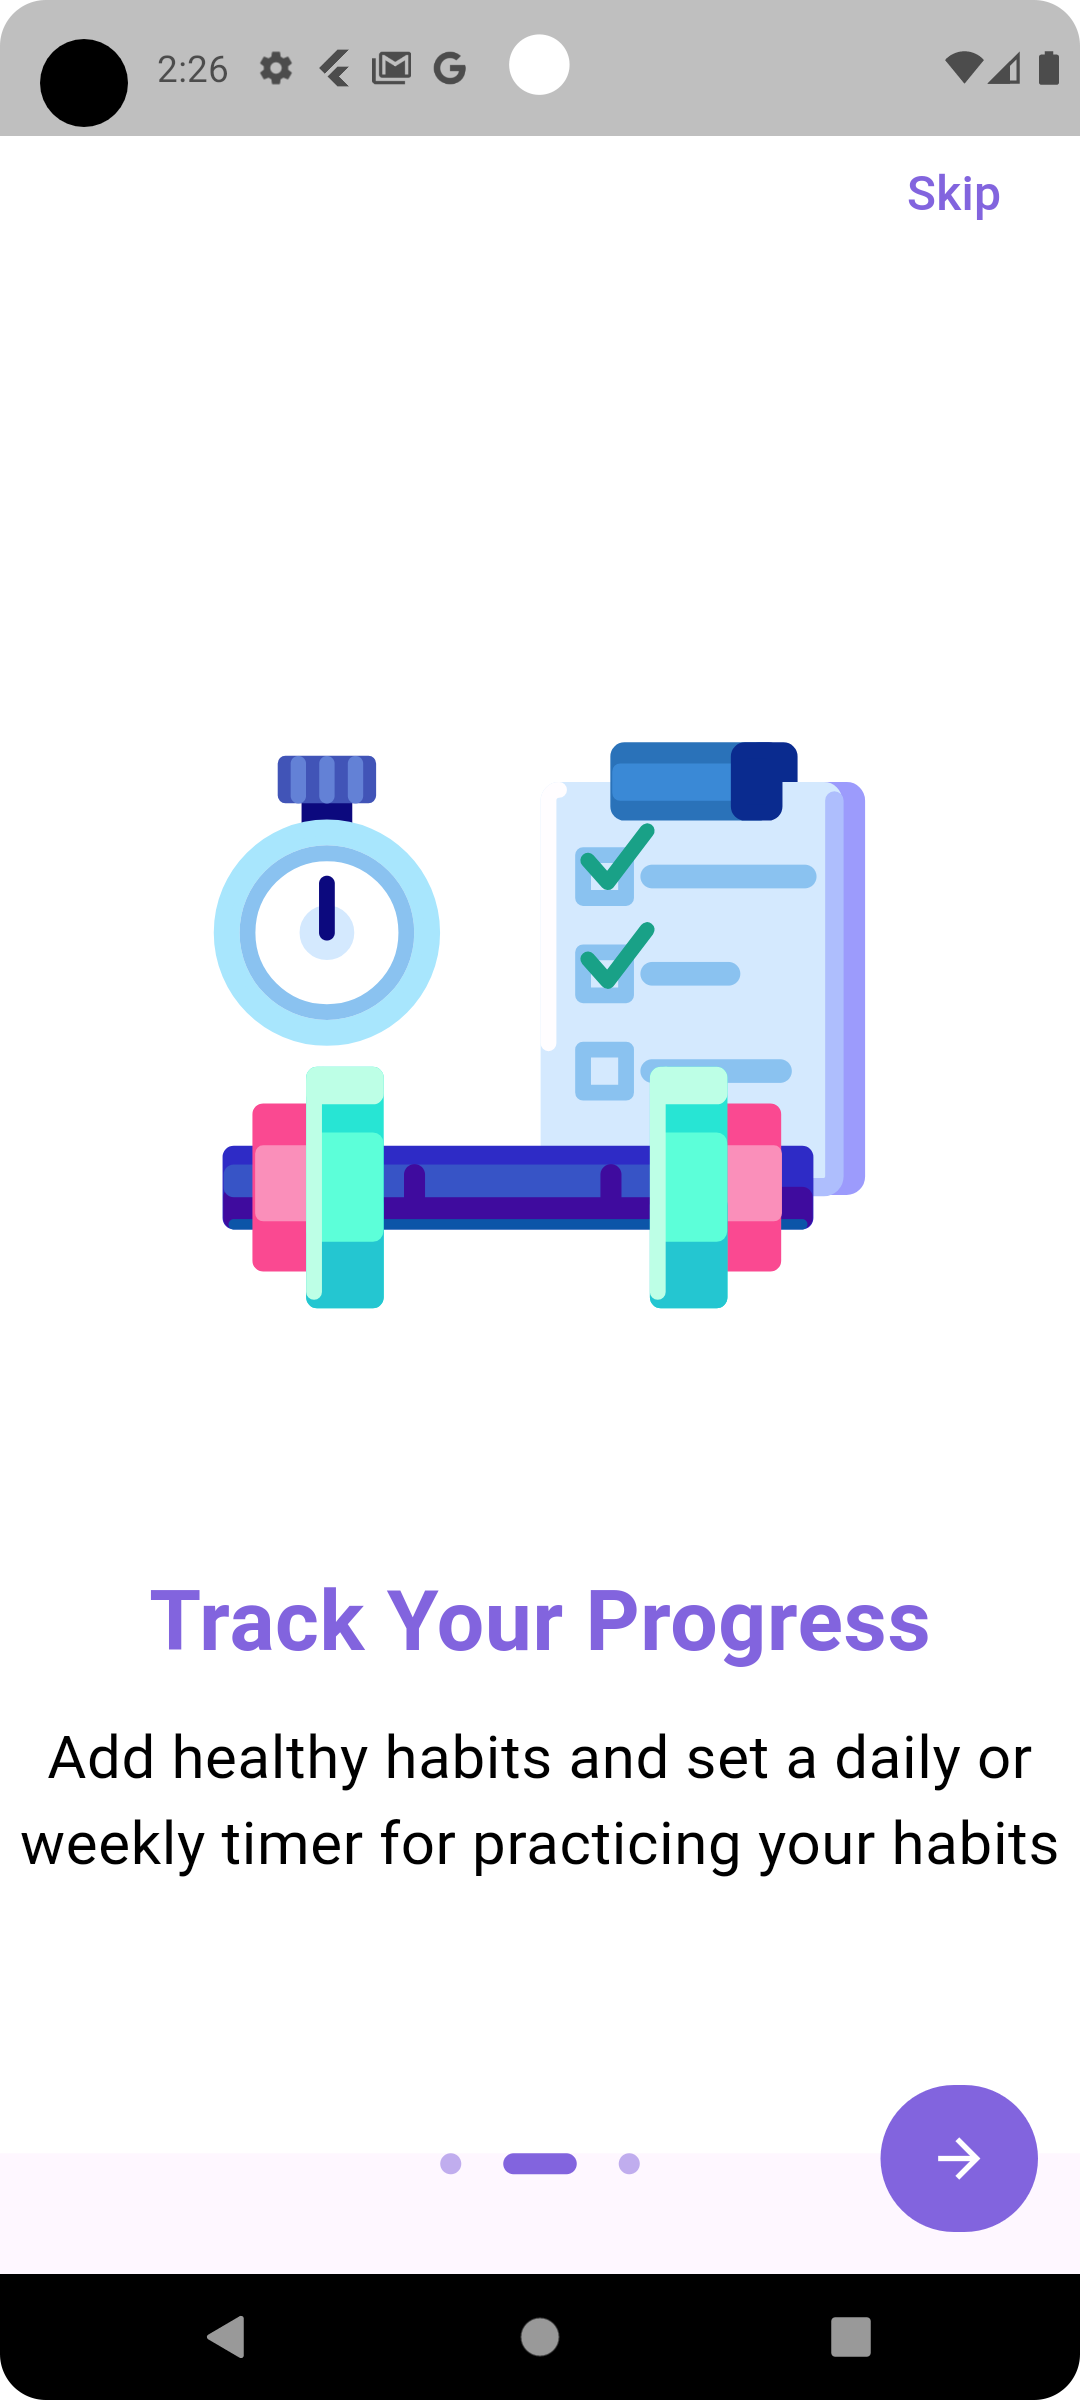 2:26
Skip
Track Your Progress
Add healthy habits and set a daily or
weekly timer for practicing your habits